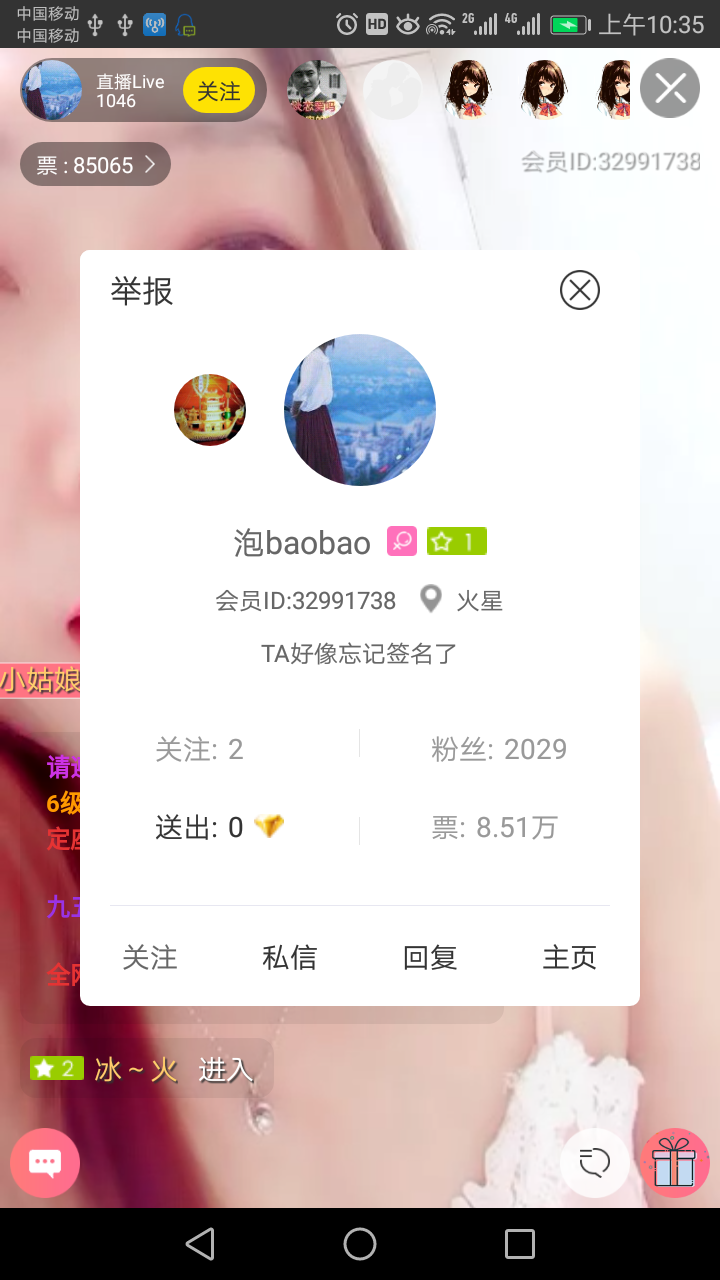 中国移动
中国移动
HD
2G
4G
上午10:35
直播Live
1046
关注
票 : 85065
会员ID:32991738
举报
泡baobao
1
会员ID:32991738
火星
TA好像忘记签名了
关注: 2
粉丝: 2029
送出: 0
票: 8.51万
关注
私信
回复
主页
小姑娘
6级
定座
九五
全网
2 冰 ~ 火 进入